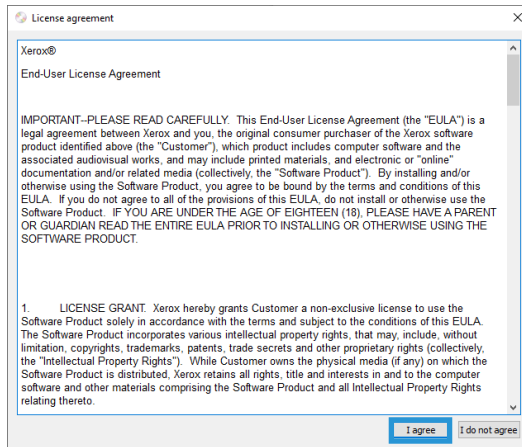 License agreement
Xerox®
End-User License Agreement
IMPORTANT--PLEASE READ CAREFULLY. This End-User License Agreement (the "EULA") is a
legal agreement between Xerox and you, the original consumer purchaser of the Xerox software
product identified above (the "Customer"), which product includes computer software and the
associated audiovisual works, and may include printed materials, and electronic or "online"
documentation and/or related media (collectively, the "Software Product"). By installing and/or
otherwise using the Software Product, you agree to be bound by the terms and conditions of this
EULA. If you do not agree to all of the provisions of this EULA, do not install or otherwise use the
Software Product. IF YOU ARE UNDER THE AGE OF EIGHTEEN (18), PLEASE HAVE A PARENT
OR GUARDIAN READ THE ENTIRE EULA PRIOR TO INSTALLING OR OTHERWISE USING THE
SOFTWARE PRODUCT.
1. LICENSE GRANT. Xerox hereby grants Customer a non-exclusive license to use the
Software Product solely in accordance with the terms and subject to the conditions of this EULA.
The Software Product incorporates various intellectual property rights, that may, include, without
limitation, copyrights, trademarks, patents, trade secrets and other proprietary rights (collectively,
the "Intellectual Property Rights"). While Customer owns the physical media (if any) on which the
Software Product is distributed, Xerox retains all rights, title and interests in and to the computer
software and other materials comprising the Software Product and all Intellectual Property Rights
relating thereto.
I agree I do not agree